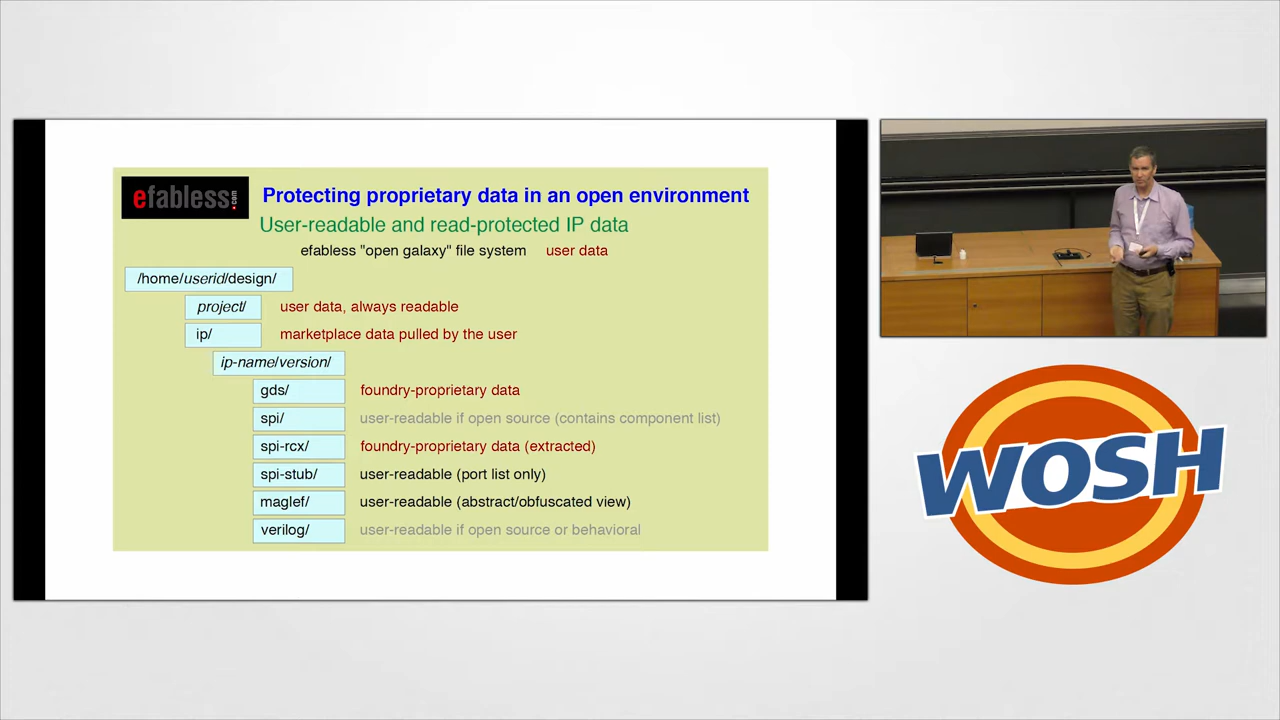 efabless.com
Protecting proprietary data in an open environment
User-readable and read-protected IP data
efabless "open galaxy" file system user data
/home/userid/design/
project/ user data, always readable
ip/ marketplace data pulled by the user
ip-name/version/
gds/ foundry-proprietary data
spi/ user-readable if open source (contains component list)
spi-rcx/ foundry-proprietary data (extracted)
spi-stub/ user-readable (port list only)
maglef/ user-readable (abstract/obfuscated view)
verilog/ user-readable if open source or behavioral
WOSH